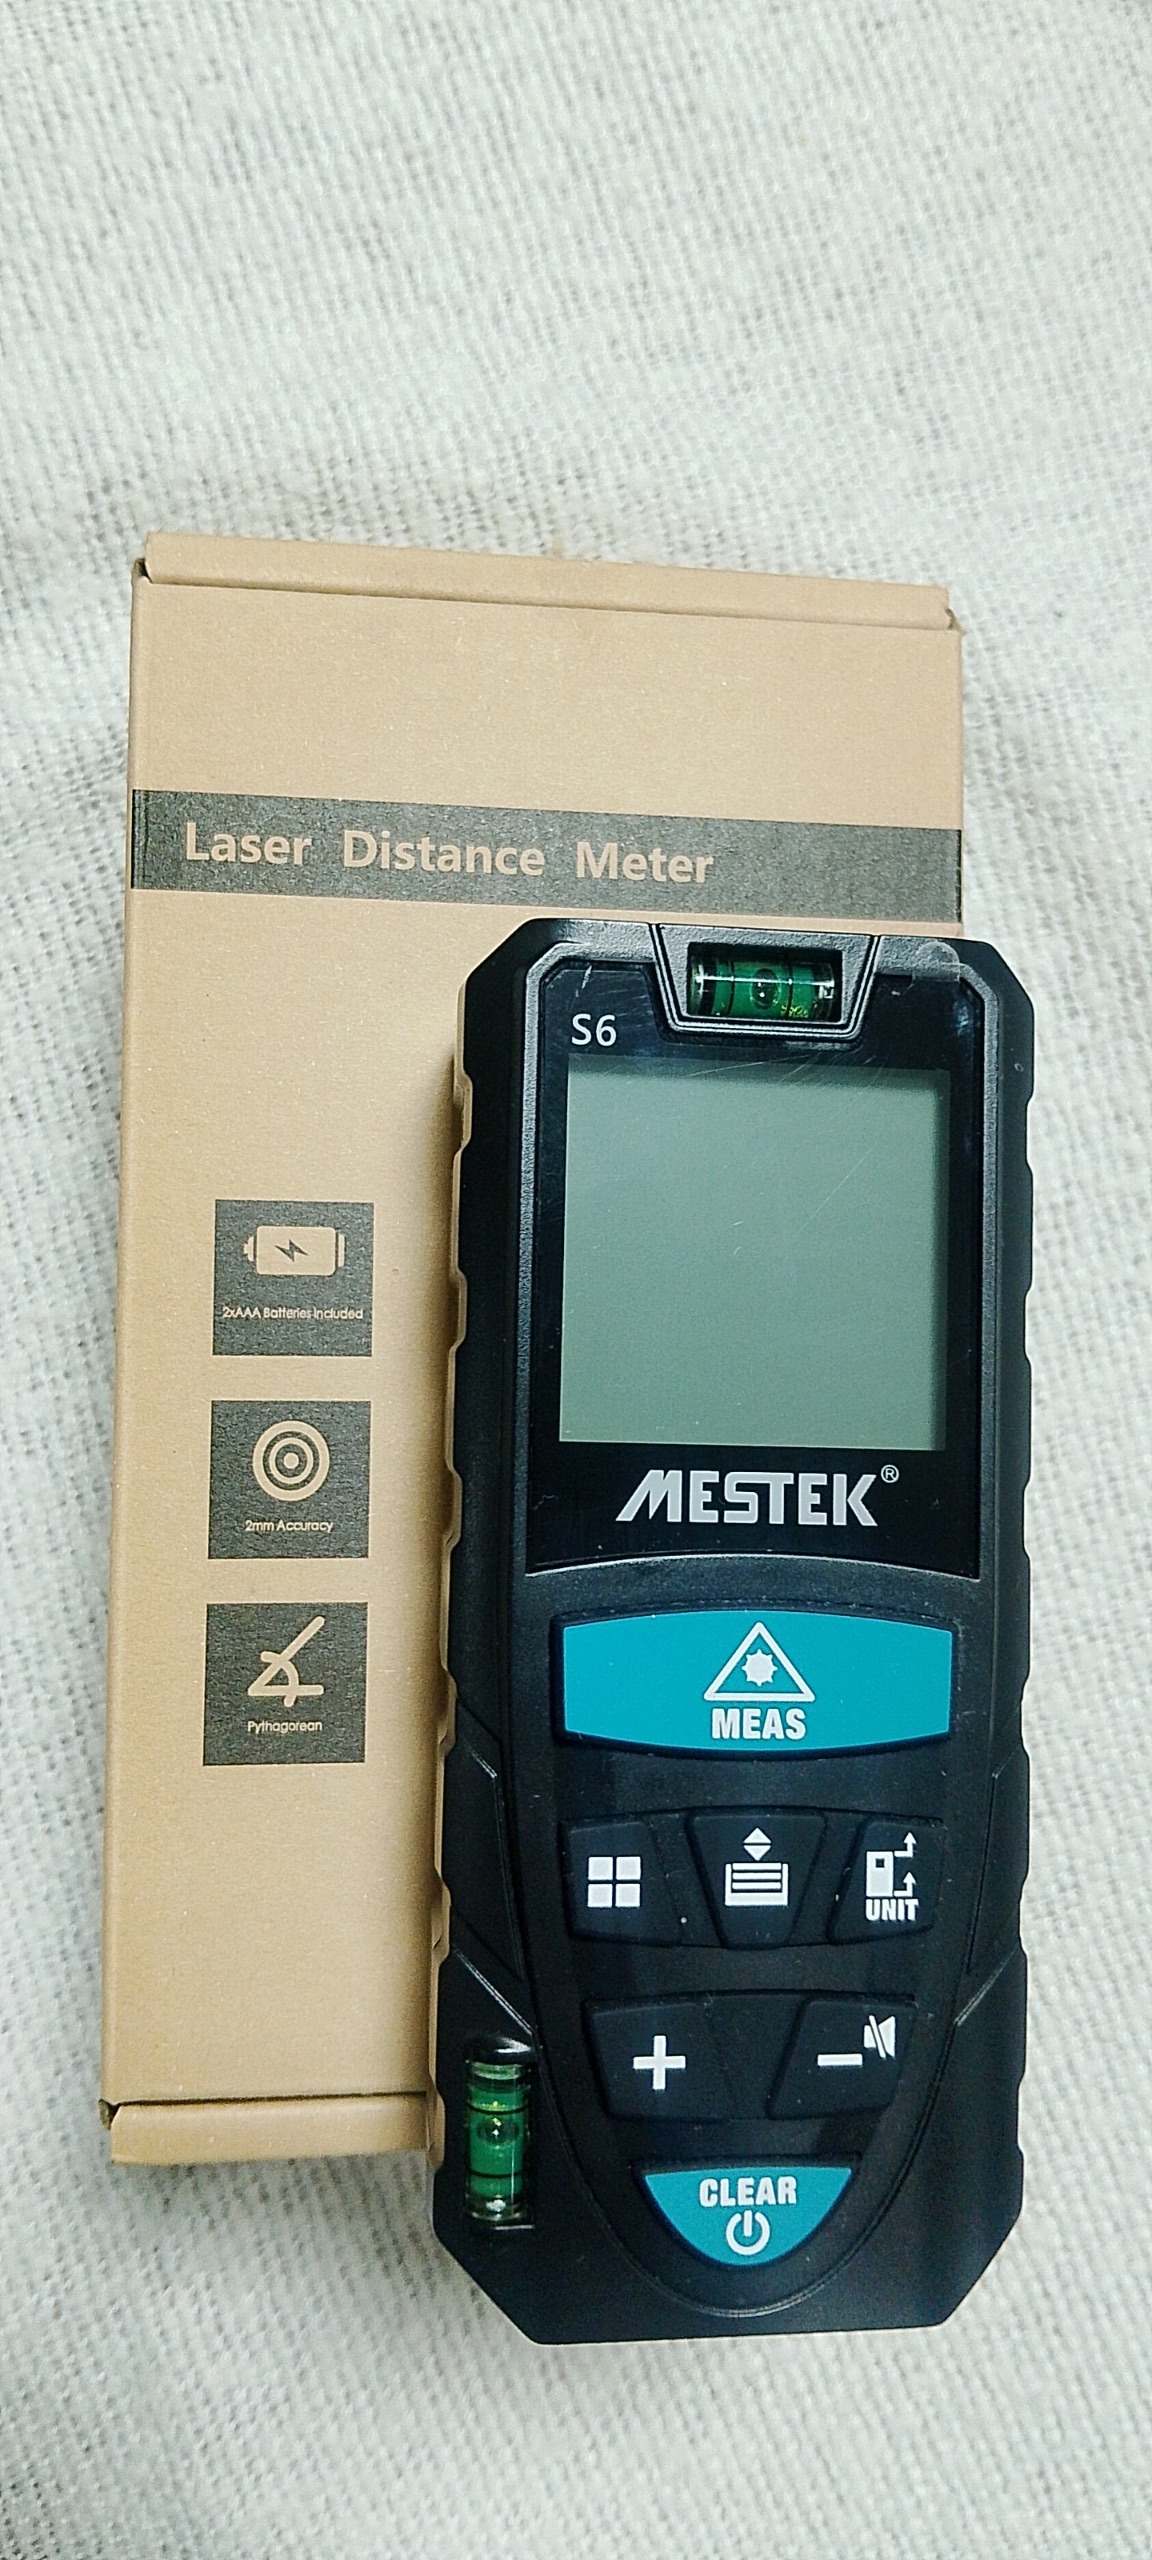 Laser Distance Meter
S6
2xAAA Batteries included
2mm Accuracy
Pythagorean
MESTEK®
MEAS
UNIT
+
−
CLEAR